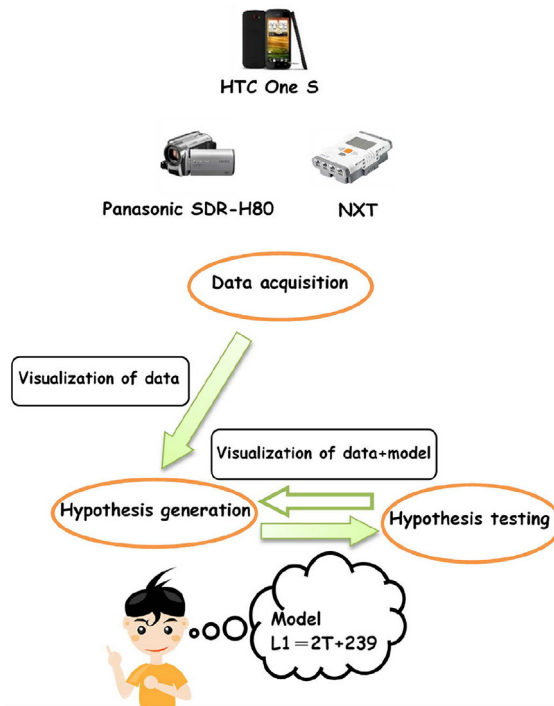 HTC One S
Panasonic SDR-H80
NXT
Data acquisition
Visualization of data
Visualization of data+model
Hypothesis generation
Hypothesis testing
Model
L1=2T+239